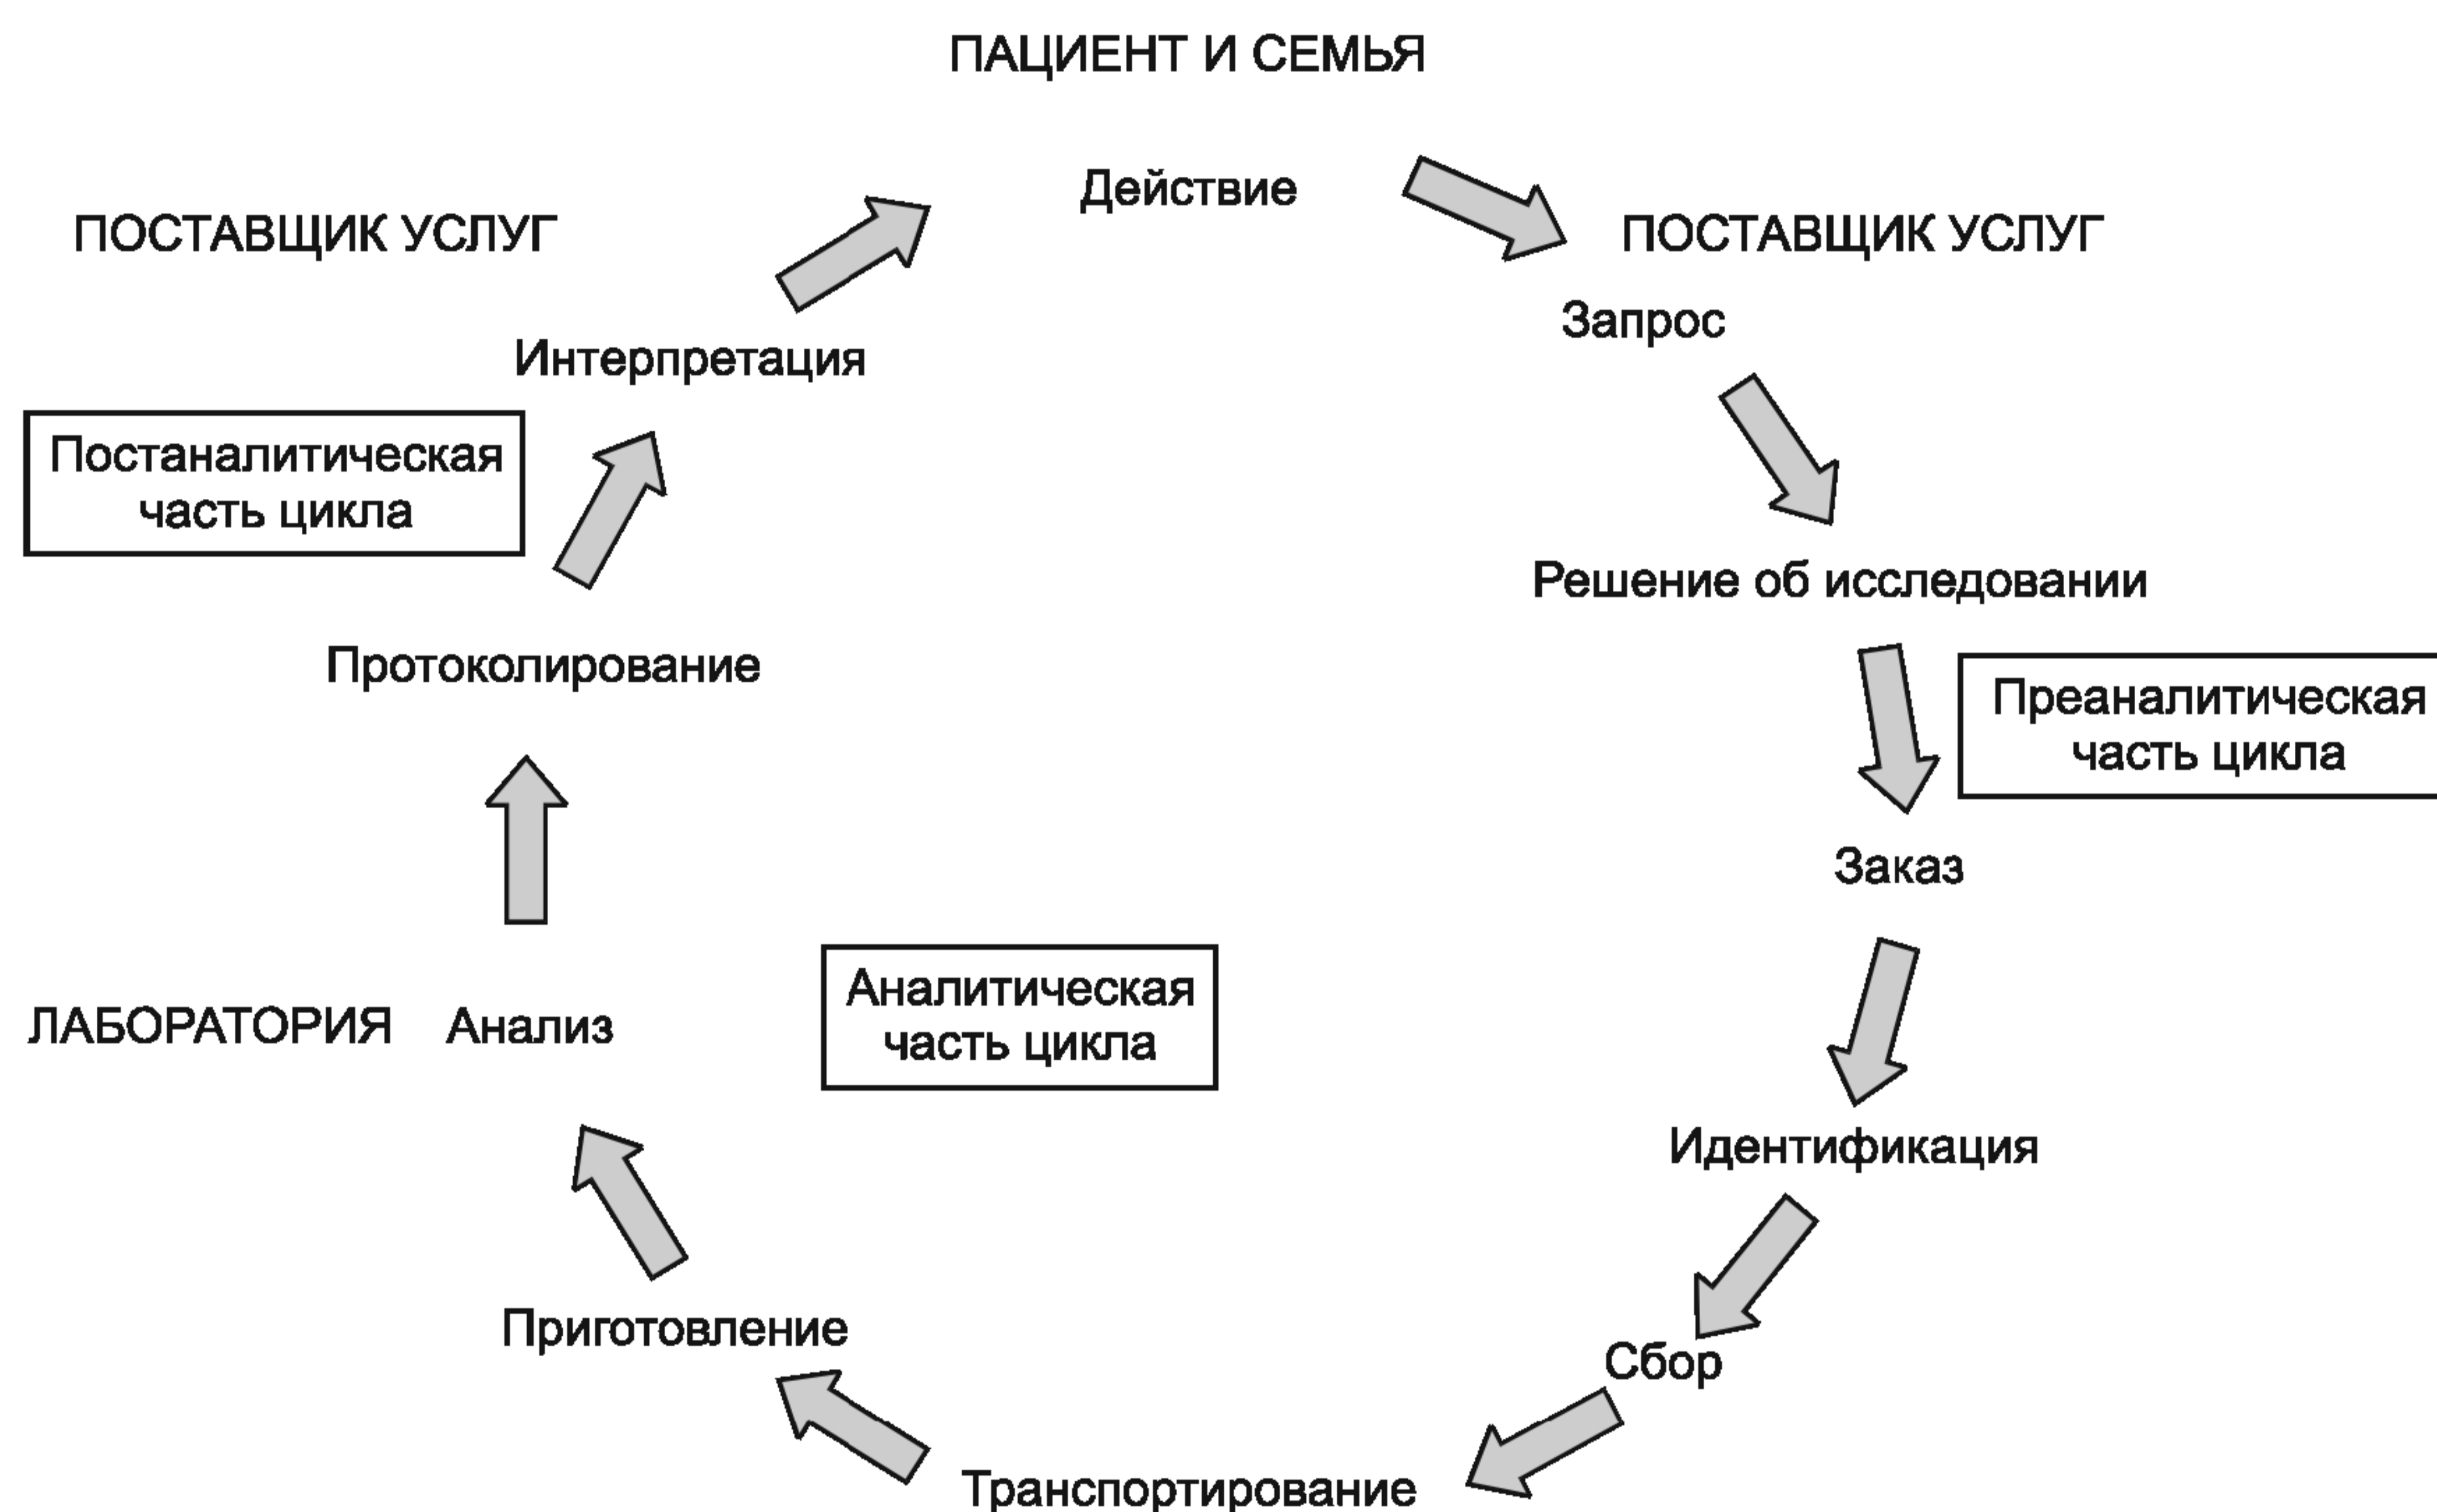 ПАЦИЕНТ И СЕМЬЯ
Действие
ПОСТАВЩИК УСЛУГ
ПОСТАВЩИК УСЛУГ
Запрос
Интерпретация
Постаналитическая
часть цикла
Решение об исследовании
Протоколирование
Преаналитическая
часть цикла
Заказ
Аналитическая
часть цикла
ЛАБОРАТОРИЯ Анализ
Идентификация
Приготовление
Сбор
Транспортирование